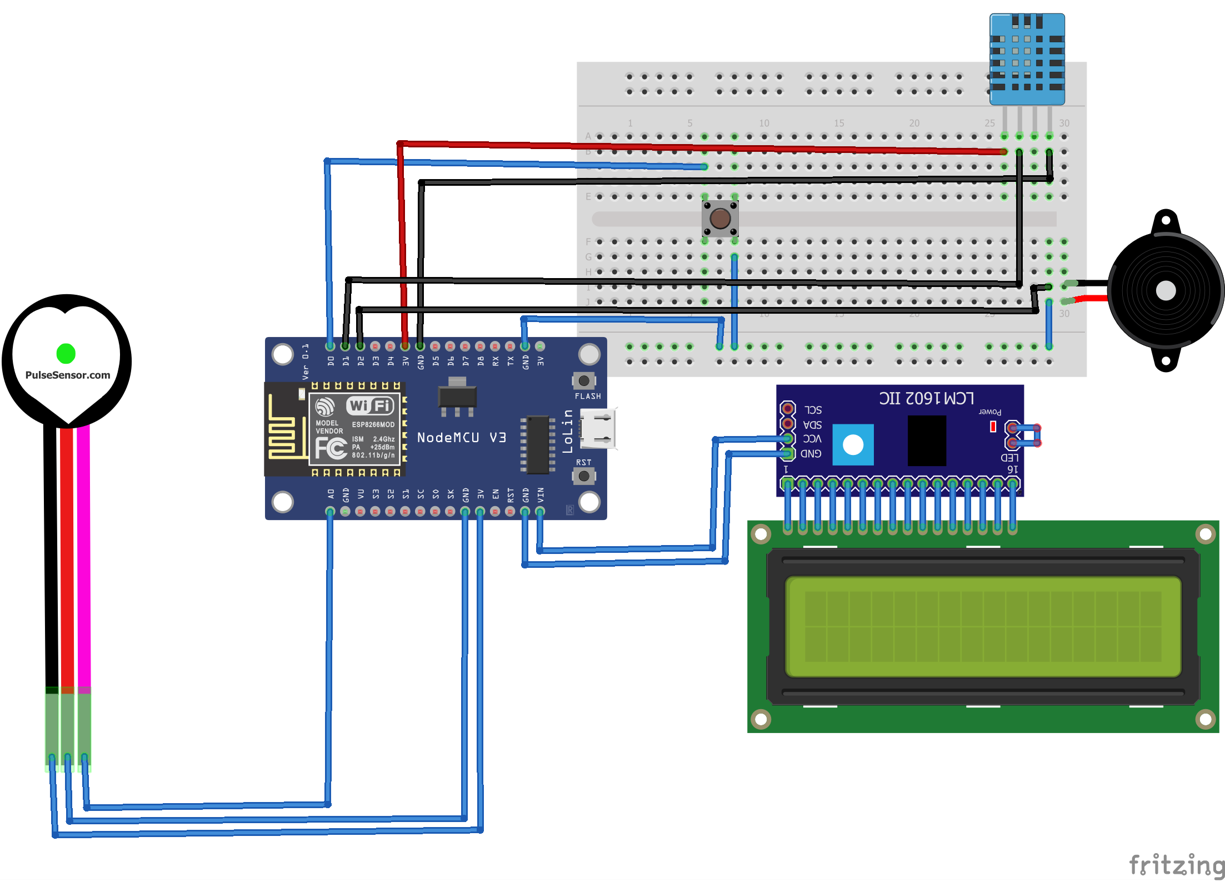 1 5 10 15 20 25 30
A
E
F
G
H
I
J
1 5 10 15 20 25 30
PulseSensor.com
Ver 0.1
D0 D1 D2 D3 D4 3V GND D5 D6 D7 D8 RX TX GND 3V
FLASH
WiFi
MODEL
VENDOR
ESP8266MOD
FC
ISM 2.4Ghz
PA +25dBm
802.11b/g/n
NodeMCU V3
LoLin
RST
A0 GND VU S3 S2 S1 SC S0 SK GND 3V EN RST GND VIN
LCM1602 IIC
SCL
SDA
VCC
GND
Power
LED
1 16
fritzing